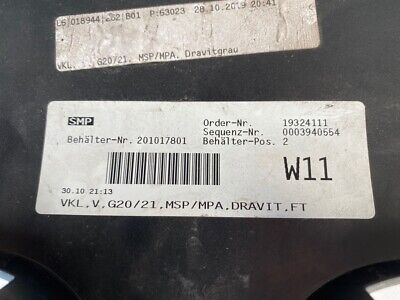 018944 262 B01 P:63023 28.10.2019 20:41
VKL. V. G20/21. MSP/MPA. Dravitgrau
SMP
Order-Nr. 19324111
Sequenz-Nr. 0003940554
Behälter-Nr. 201017801 Behälter-Pos. 2
W11
30.10 21:13
VKL.V.G20/21.MSP/MPA.DRAVIT.FT